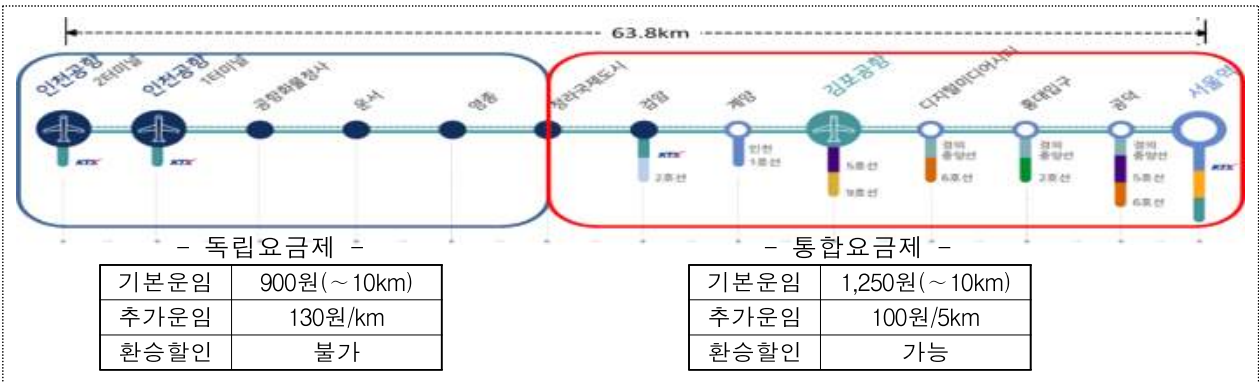 63.8km
인천공항 2터미널
인천공항 1터미널
공항화물청사
운서
영종
청라국제도시
검암
계양
김포공항
디지털미디어시티
홍대입구
공덕
서울역
KTX
KTX
KTX
2호선
인천
1호선
5호선
9호선
경의
중앙선
6호선
경의
중앙선
2호선
경의
중앙선
5호선
6호선
KTX
- 독립요금제 -
기본운임 900원(~10km)
추가운임 130원/km
환승할인 불가
- 통합요금제 -
기본운임 1,250원(~10km)
추가운임 100원/5km
환승할인 가능